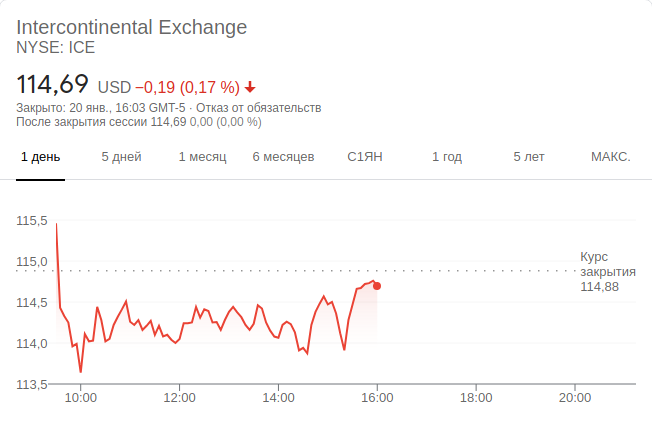 Intercontinental Exchange
NYSE: ICE
114,69 USD −0,19 (0,17 %)
Закрыто: 20 янв., 16:03 GMT-5 · Отказ от обязательств
После закрытия сессии 114,69 0,00 (0,00 %)
1 день 5 дней 1 месяц 6 месяцев С1ЯН 1 год 5 лет МАКС.
115,5
115,0
114,5
114,0
113,5
Курс
закрытия
114,88
10:00 12:00 14:00 16:00 18:00 20:00